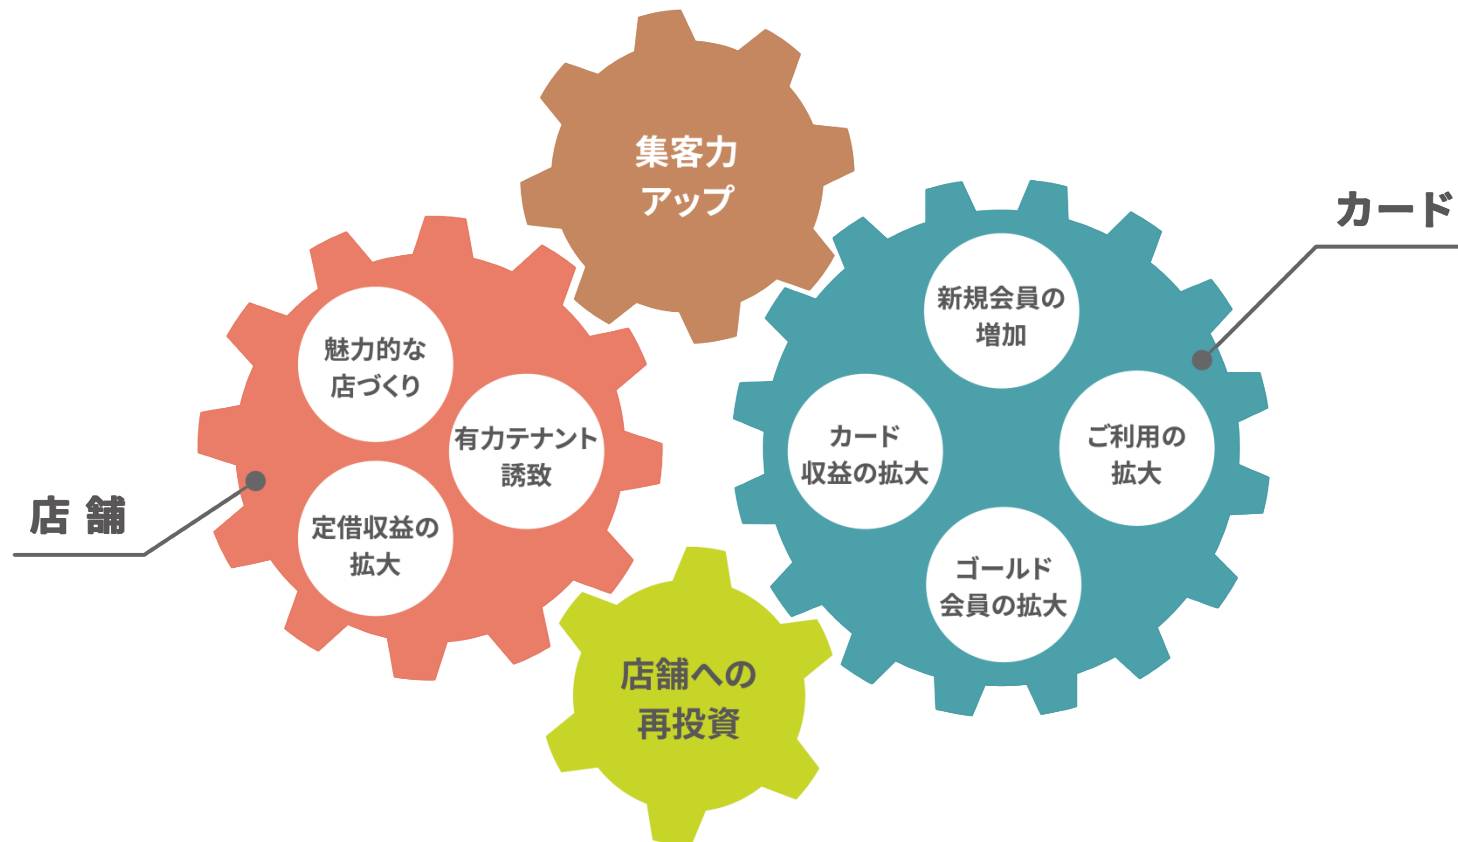 集客力
アップ
カード
新規会員の
増加
魅力的な
店づくり
有力テナント
誘致
カード
収益の拡大
ご利用の
拡大
店舗
定借収益の
拡大
ゴールド
会員の拡大
店舗への
再投資